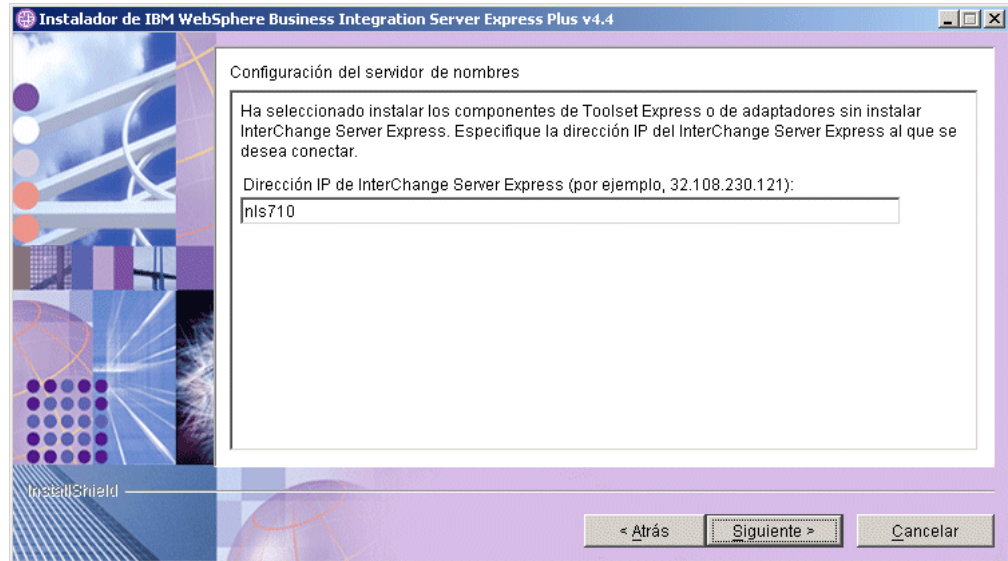 Instalador de IBM WebSphere Business Integration Server Express Plus v4.4
Configuración del servidor de nombres
Ha seleccionado instalar los componentes de Toolset Express o de adaptadores sin instalar
InterChange Server Express. Especifique la dirección IP del InterChange Server Express al que se
desea conectar.
Dirección IP de InterChange Server Express (por ejemplo, 32.108.230.121):
nls710
InstallShield
< Atrás
Siguiente >
Cancelar